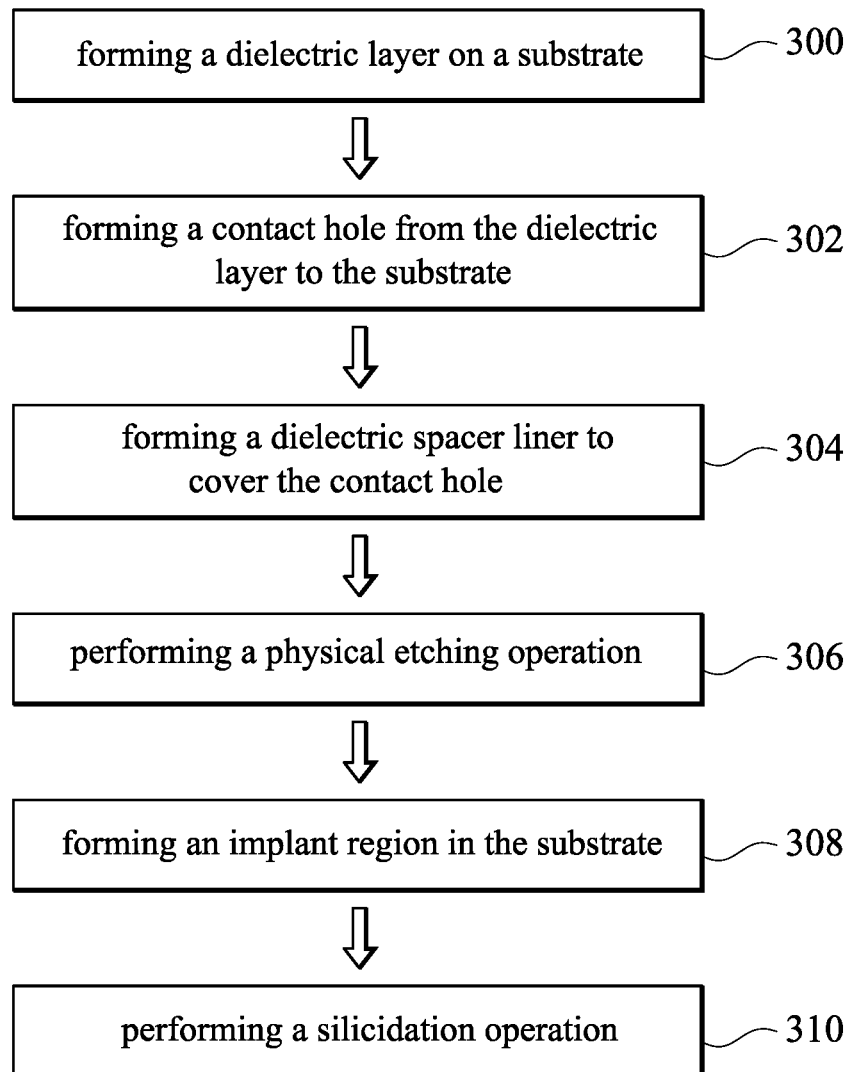 forming a dielectric layer on a substrate
300
forming a contact hole from the dielectric
layer to the substrate
302
forming a dielectric spacer liner to
cover the contact hole
304
performing a physical etching operation
306
forming an implant region in the substrate
308
performing a silicidation operation
310